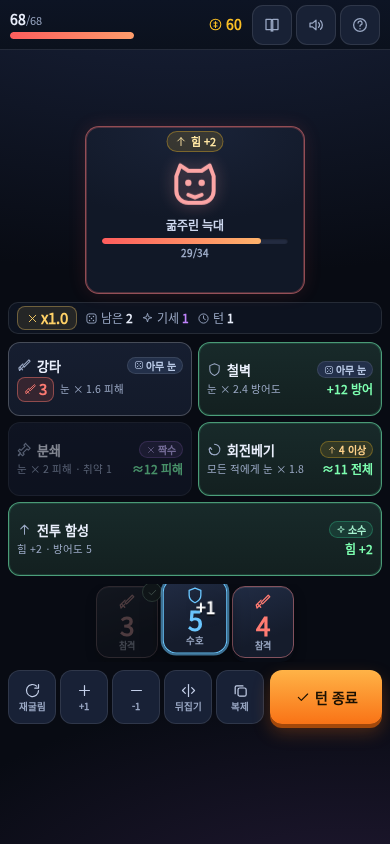 68/68
60
힘 +2
굶주린 늑대
29/34
x1.0 남은 2 기세 1 턴 1
강타 아무 눈
3 눈 × 1.6 피해
철벽 아무 눈
눈 × 2.4 방어도 +12 방어
분쇄 짝수
눈 × 2 피해 · 취약 1 ≈12 피해
회전베기 4 이상
모든 적에게 눈 × 1.8 ≈11 전체
전투 함성 소수
힘 +2 · 방어도 5 힘 +2
3
참격
+1
5
수호
4
참격
재굴림
+1
-1
뒤집기
복제
턴 종료